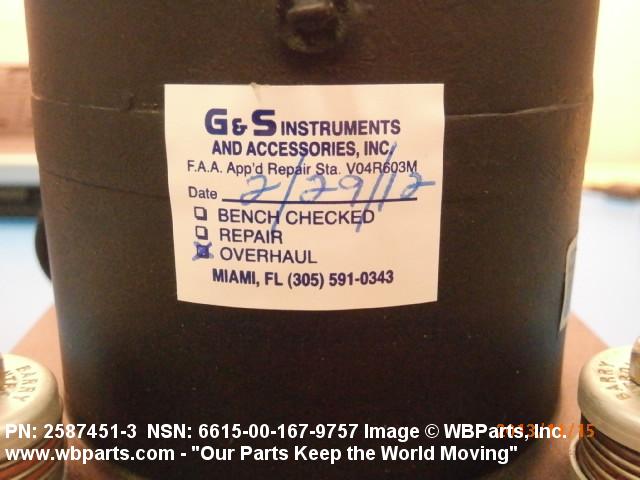 G & S INSTRUMENTS
AND ACCESSORIES, INC.
F.A.A. App'd Repair Sta. V04R603M
Date 2/29/12
BENCH CHECKED
REPAIR
OVERHAUL
MIAMI, FL (305) 591-0343
BARRY
BARRY
PN: 2587451-3 NSN: 6615-00-167-9757 Image © WBParts, Inc.
www.wbparts.com - "Our Parts Keep the World Moving"